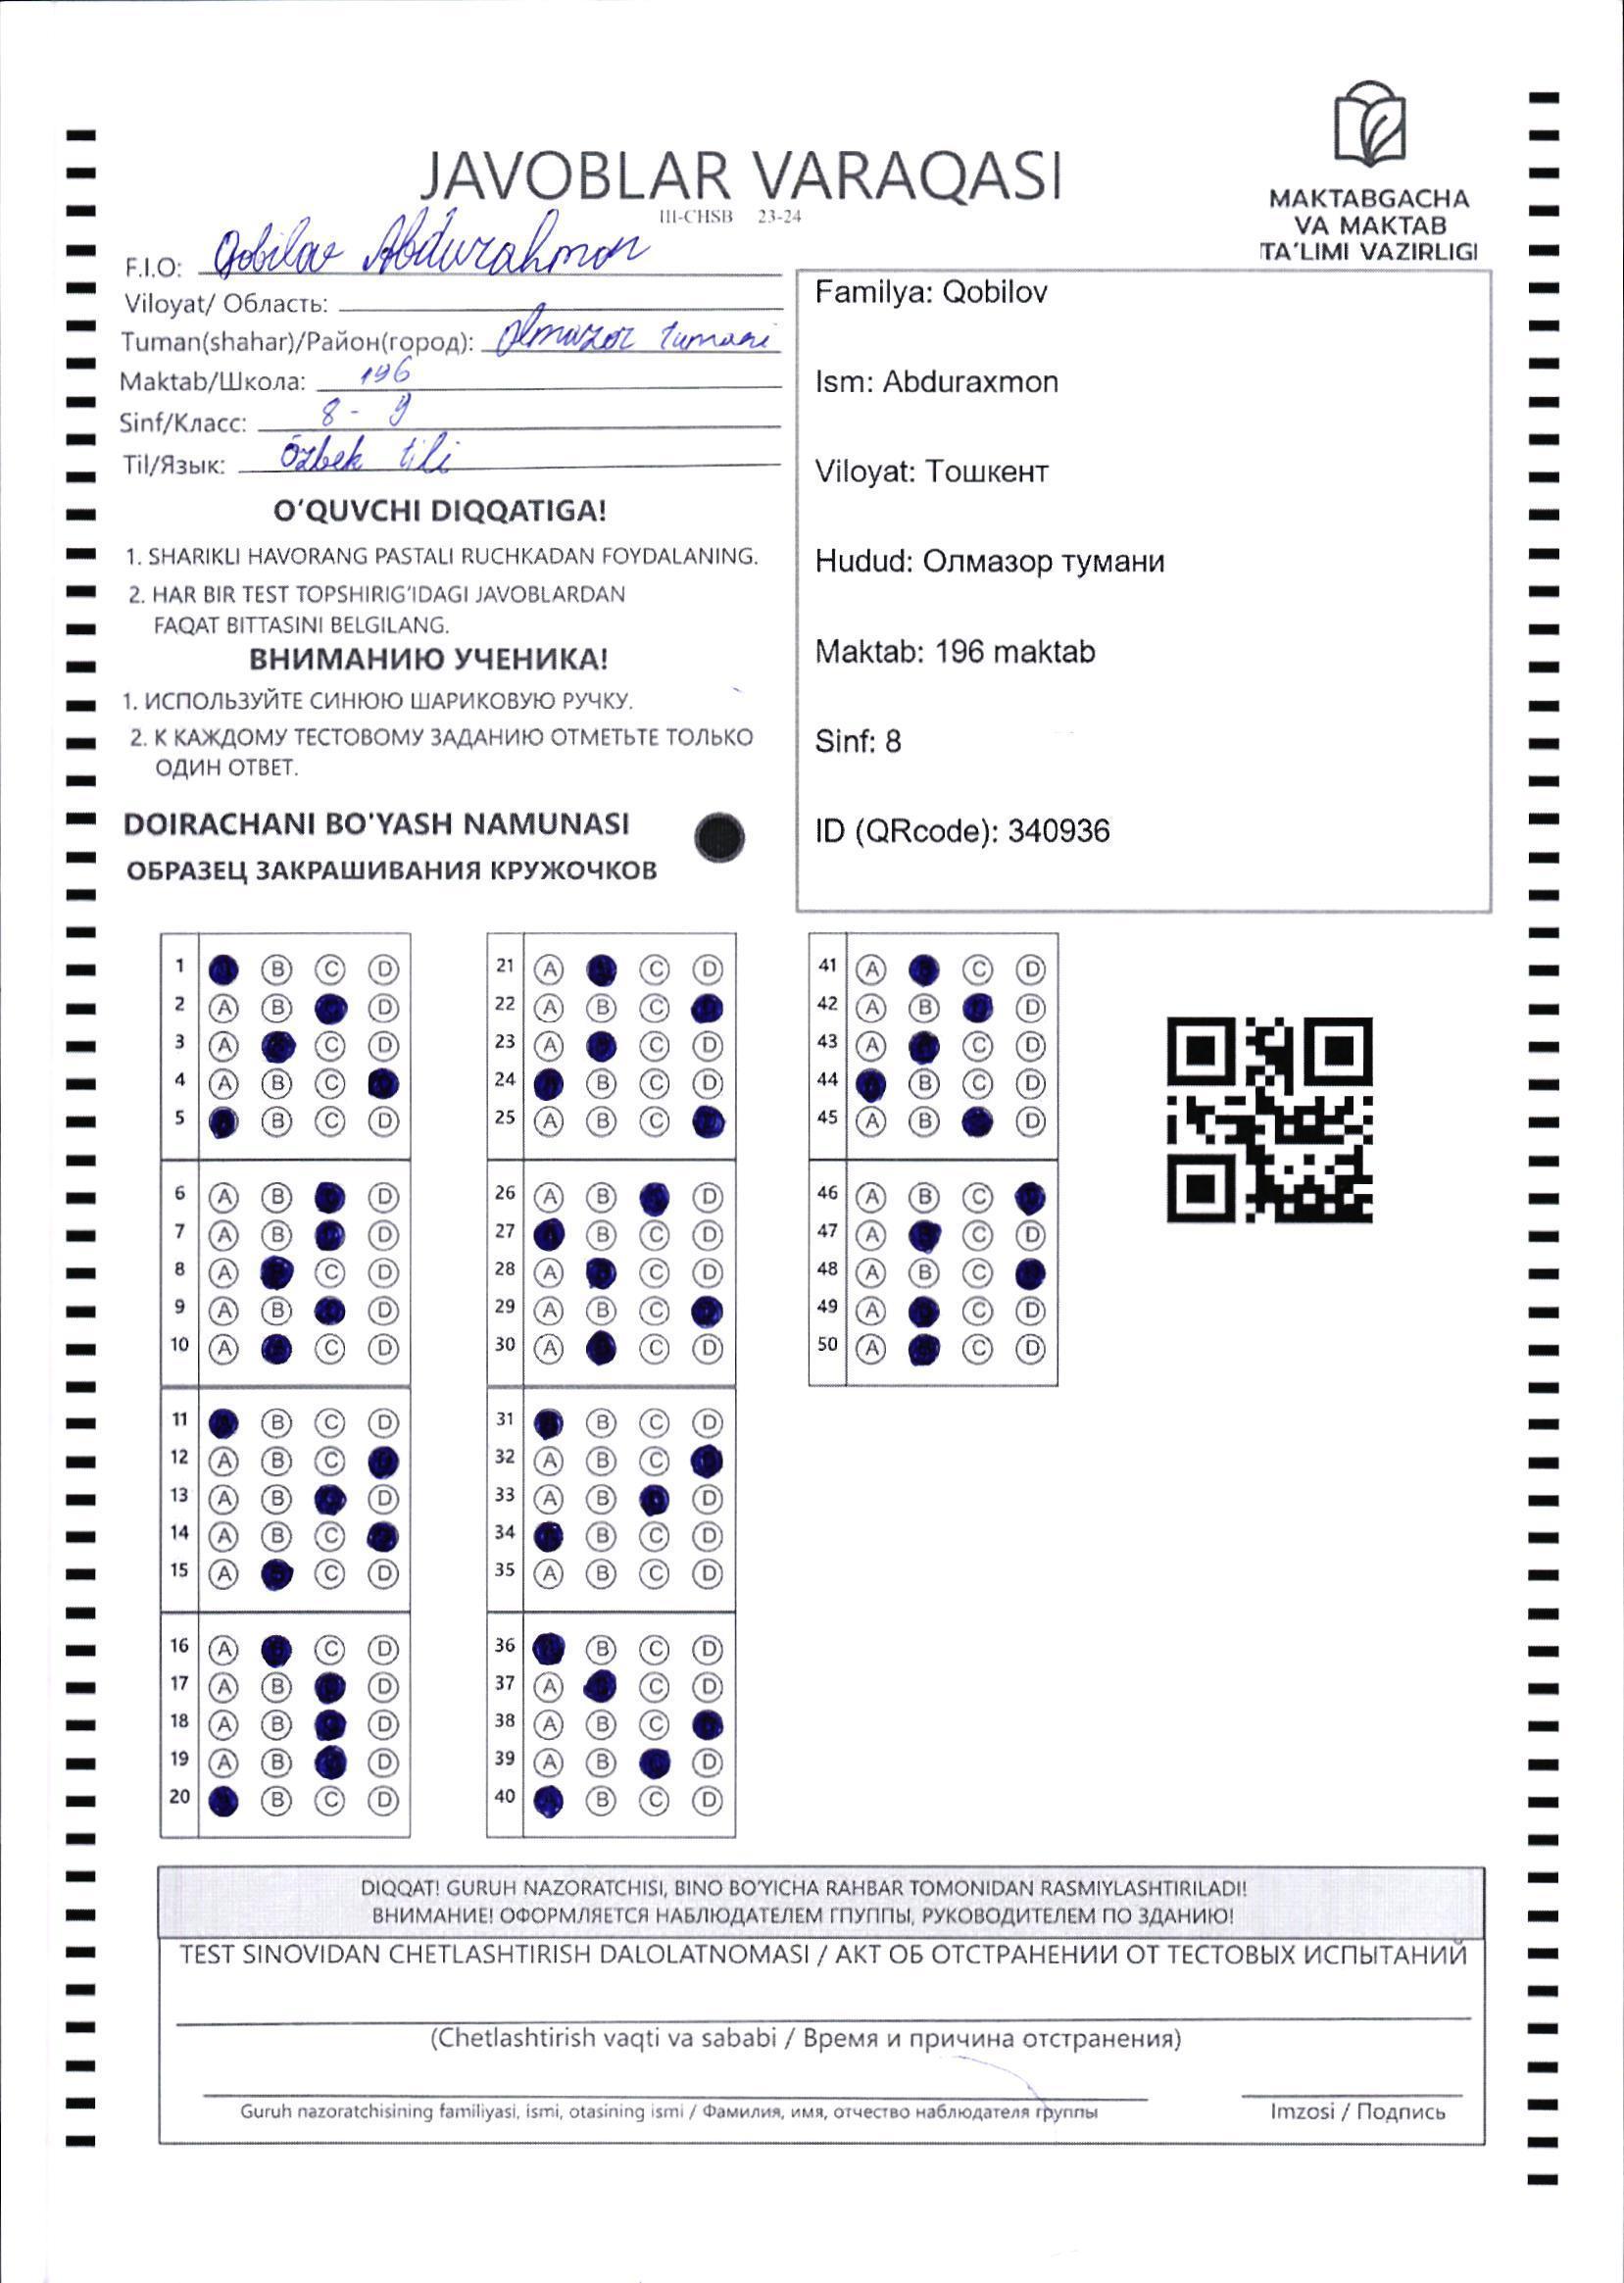 JAVOBLAR VARAQASI
III-CHSB 23-24
MAKTABGACHA
VA MAKTAB
TA'LIMI VAZIRLIGI
F.I.O: Qobilov Abdurahmon
Viloyat/ Область:
Tuman(shahar)/Район(город): Olmazor tumani
Maktab/Школа: 196
Sinf/Класс: 8 - g
Til/Язык: Özbek tili
O'QUVCHI DIQQATIGA!
1. SHARIKLI HAVORANG PASTALI RUCHKADAN FOYDALANING.
2. HAR BIR TEST TOPSHIRIG'IDAGI JAVOBLARDAN
FAQAT BITTASINI BELGILANG.
ВНИМАНИЮ УЧЕНИКА!
1. ИСПОЛЬЗУЙТЕ СИНЮЮ ШАРИКОВУЮ РУЧКУ.
2. К КАЖДОМУ ТЕСТОВОМУ ЗАДАНИЮ ОТМЕТЬТЕ ТОЛЬКО
ОДИН ОТВЕТ.
DOIRACHANI BO'YASH NAMUNASI
ОБРАЗЕЦ ЗАКРАШИВАНИЯ КРУЖОЧКОВ
Familya: Qobilov
Ism: Abduraxmon
Viloyat: Тошкент
Hudud: Олмазор тумани
Maktab: 196 maktab
Sinf: 8
ID (QRcode): 340936
1 B C D
2 A B D
3 A C D
4 A B C
5 B C D
6 A B D
7 A B D
8 A C D
9 A B D
10 A C D
11 B C D
12 A B C
13 A B D
14 A B C
15 A C D
16 A C D
17 A B D
18 A B D
19 A B D
20 B C D
21 A C D
22 A B C
23 A C D
24 B C D
25 A B C
26 A B D
27 B C D
28 A C D
29 A B C
30 A C D
31 B C D
32 A B C
33 A B D
34 B C D
35 A B C D
36 B C D
37 A C D
38 A B C
39 A B D
40 B C D
41 A C D
42 A B D
43 A C D
44 B C D
45 A B D
46 A B C
47 A C D
48 A B C
49 A C D
50 A C D
DIQQAT! GURUH NAZORATCHISI, BINO BO'YICHA RAHBAR TOMONIDAN RASMIYLASHTIRILADI!
ВНИМАНИЕ! ОФОРМЛЯЕТСЯ НАБЛЮДАТЕЛЕМ ГПУППЫ, РУКОВОДИТЕЛЕМ ПО ЗДАНИЮ!
TEST SINOVIDAN CHETLASHTIRISH DALOLATNOMASI / АКТ ОБ ОТСТРАНЕНИИ ОТ ТЕСТОВЫХ ИСПЫТАНИЙ
(Chetlashtirish vaqti va sababi / Время и причина отстранения)
Guruh nazoratchisining familiyasi, ismi, otasining ismi / Фамилия, имя, отчество наблюдателя группы
Imzosi / Подпись